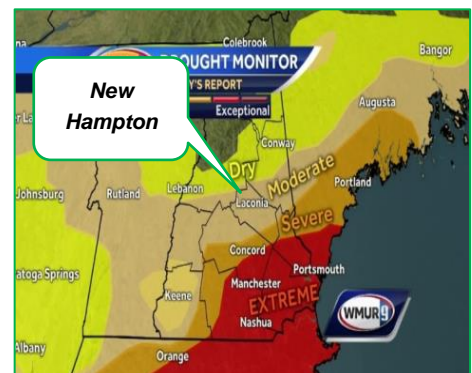 Colebrook
Bangor
DROUGHT MONITOR
Y'S REPORT
New
Hampton
Exceptional
Augusta
Conway
Dry
Moderate
Lebanon
Portland
Johnsburg
Rutland
Laconia
Severe
Concord
Portsmouth
atoga Springs
Keene
Manchester
EXTREME
WMUR 9
Nashua
Albany
Orange